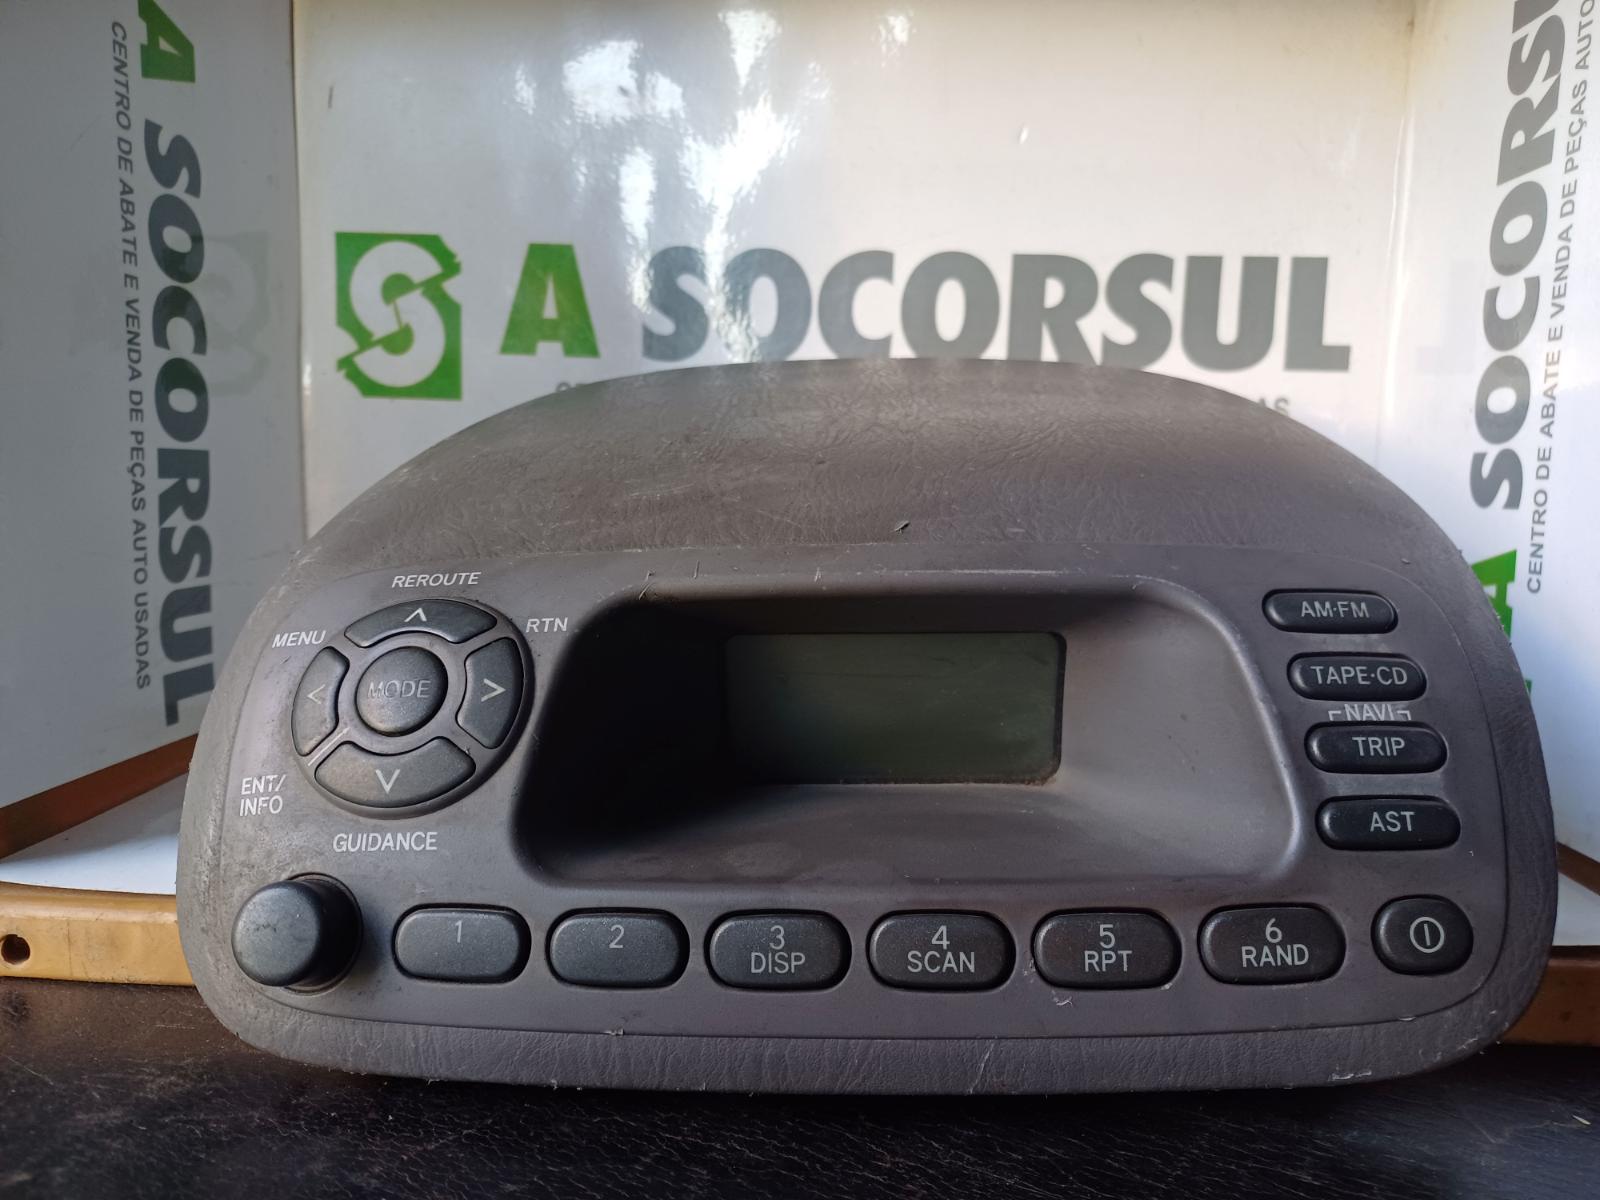 A SOCORSUL
CENTRO DE ABATE E VENDA DE PEÇAS AUTO USADAS
A SOCORSUL
A SOCORSUL
CENTRO DE ABATE E VENDA DE PEÇAS AUTO
REROUTE
MENU
RTN
<
MODE
>
ENT/
INFO
GUIDANCE
AM·FM
TAPE·CD
NAVI
TRIP
AST
1
2
3
DISP
4
SCAN
5
RPT
6
RAND